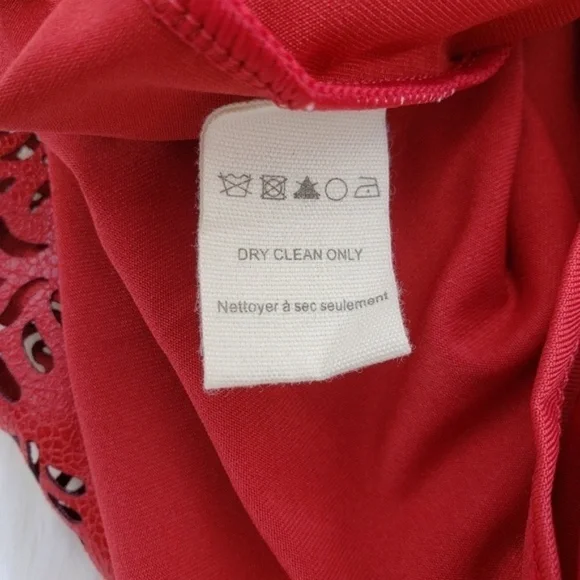 DRY CLEAN ONLY
Nettoyer à sec seulement